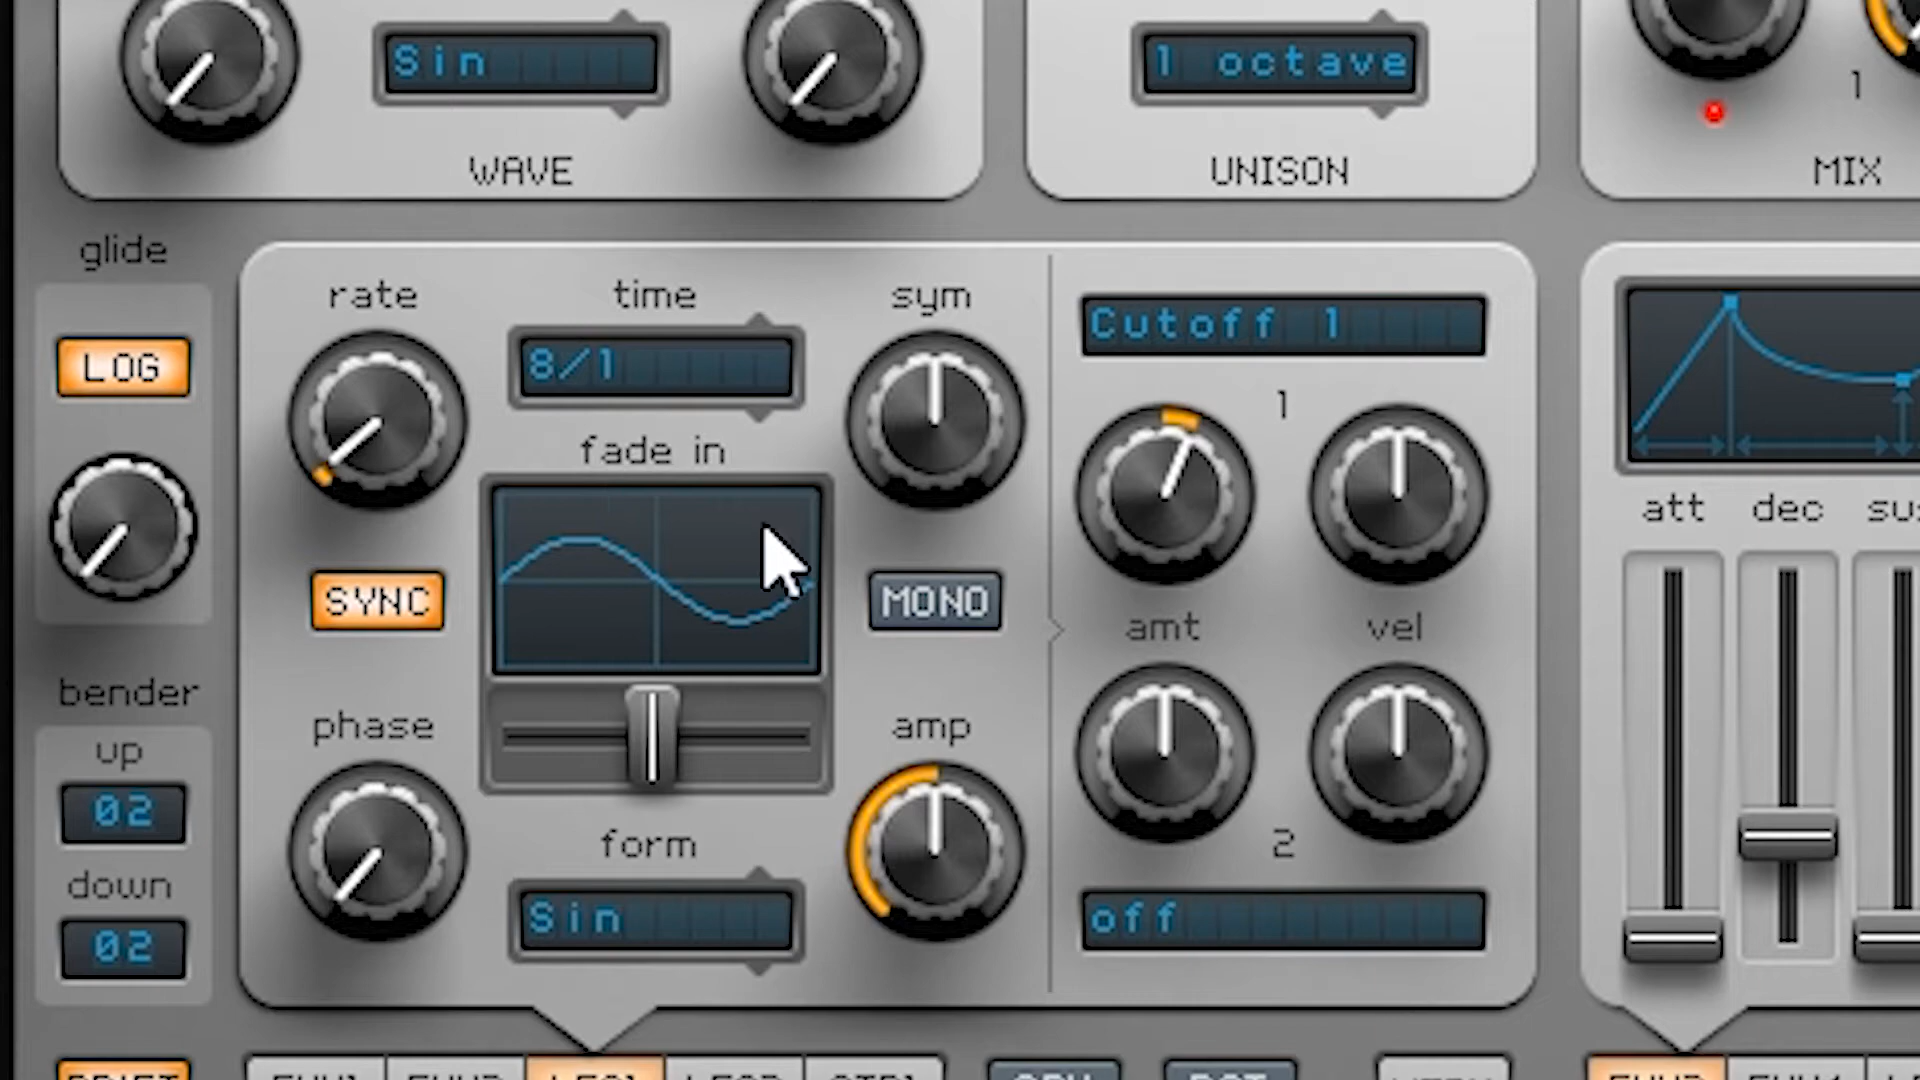 Sin
1 octave
1
WAVE
UNISON
MIX
glide
rate
time
sym
LOG
8/1
Cutoff 1
1
fade in
att
dec
SYNC
MONO
amt
vel
bender
phase
amp
up
02
form
2
down
Sin
off
02